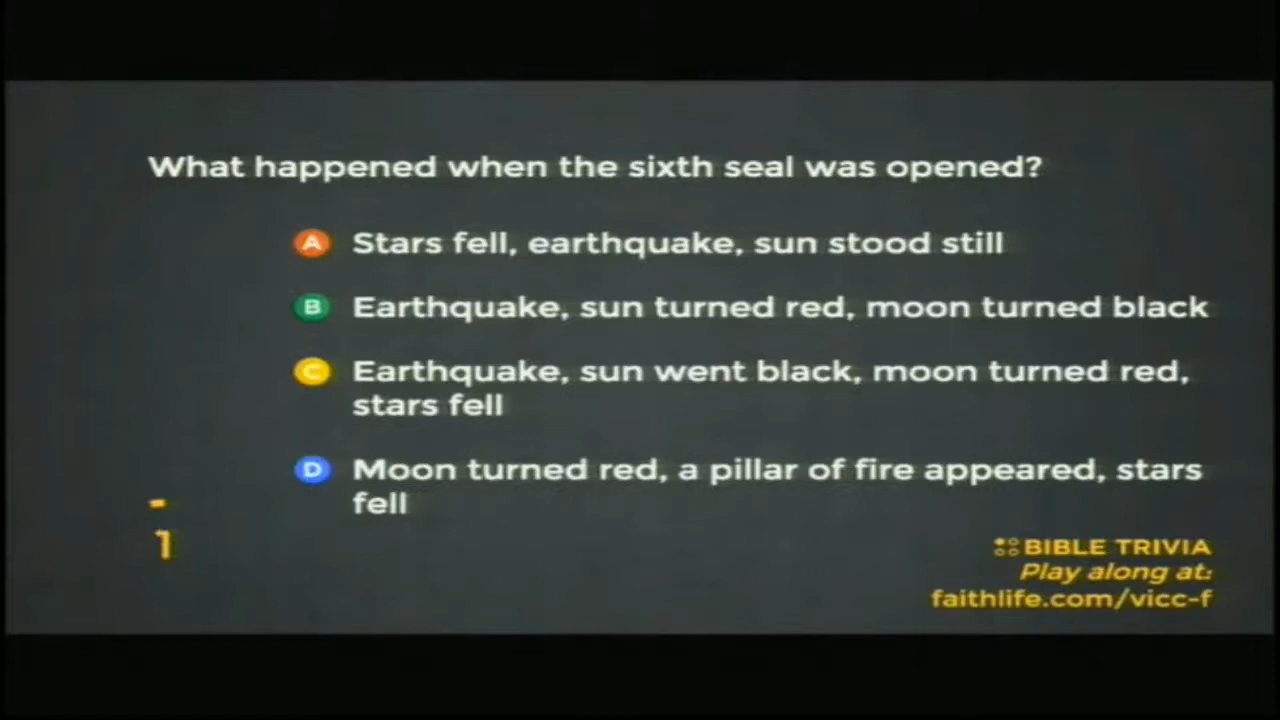 What happened when the sixth seal was opened?
A Stars fell, earthquake, sun stood still
B Earthquake, sun turned red, moon turned black
C Earthquake, sun went black, moon turned red,
stars fell
D Moon turned red, a pillar of fire appeared, stars
fell
1
BIBLE TRIVIA
Play along at:
faithlife.com/vicc-f